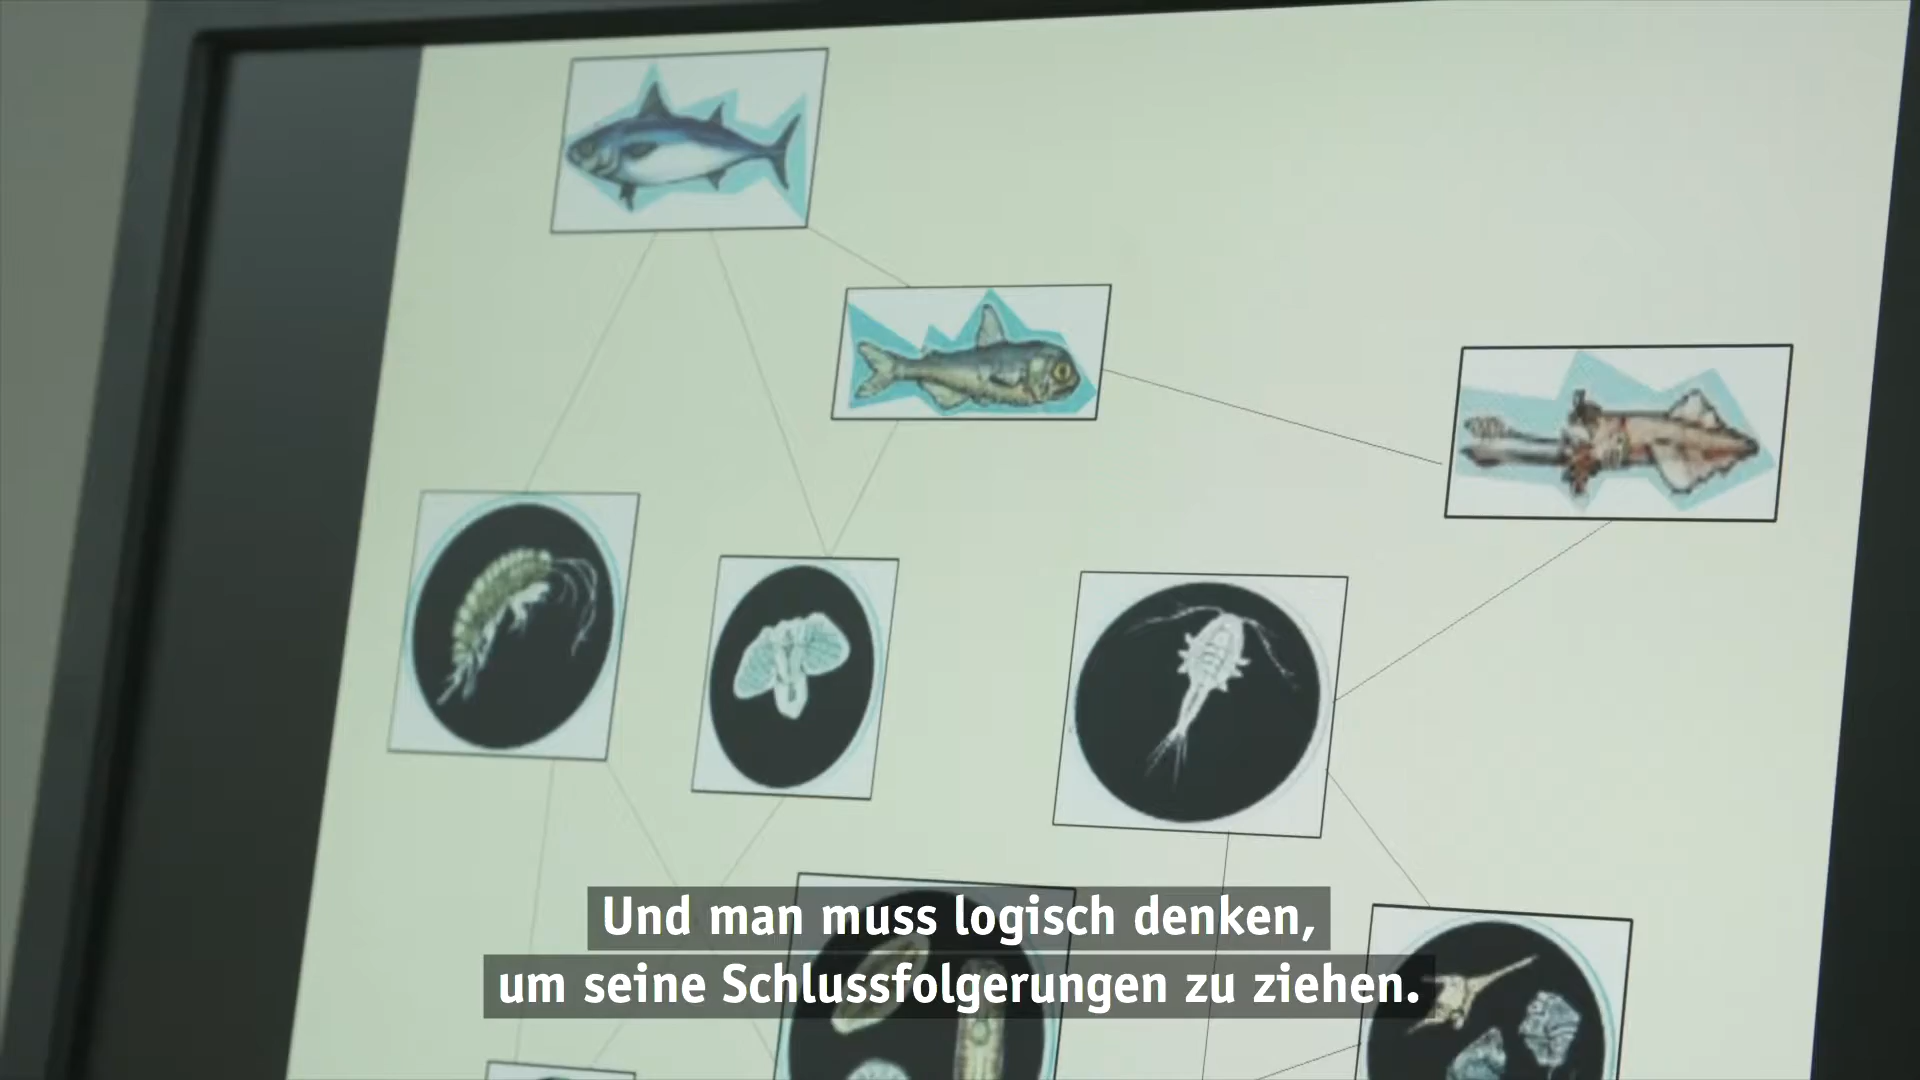 Und man muss logisch denken,
um seine Schlussfolgerungen zu ziehen.